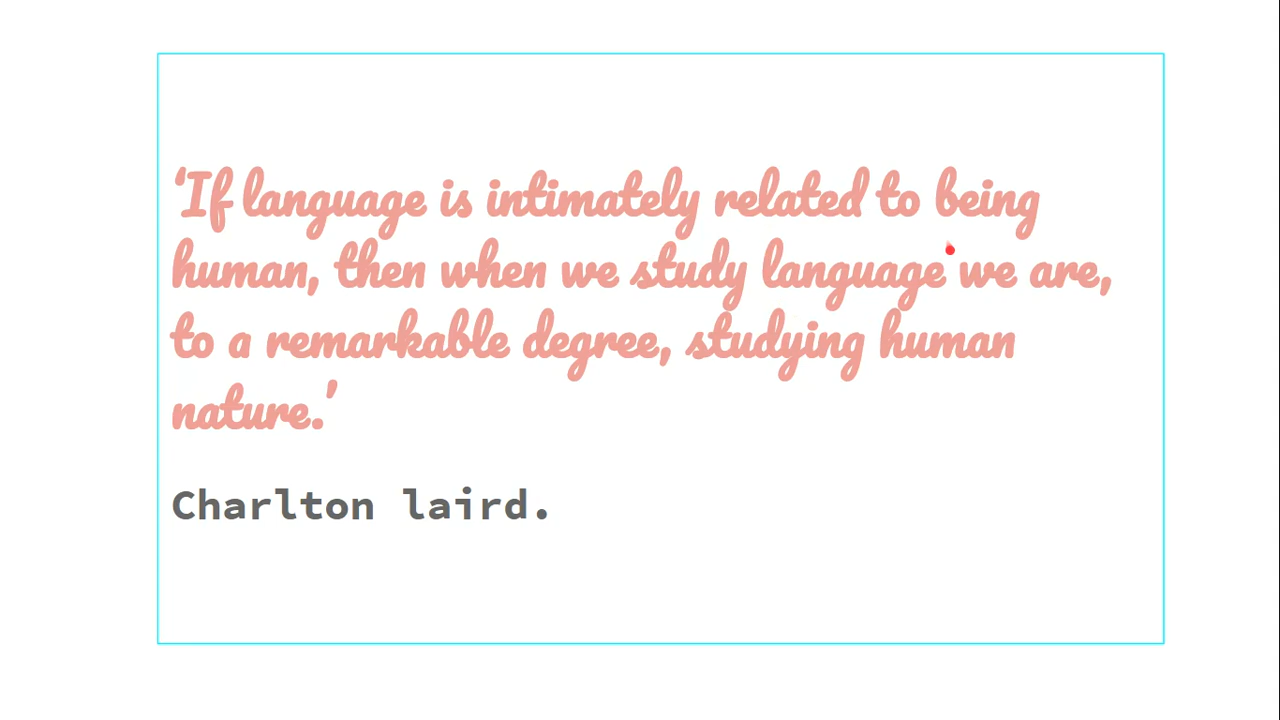 ‘If language is intimately related to being
human, then when we study language we are,
to a remarkable degree, studying human
nature.’
Charlton laird.